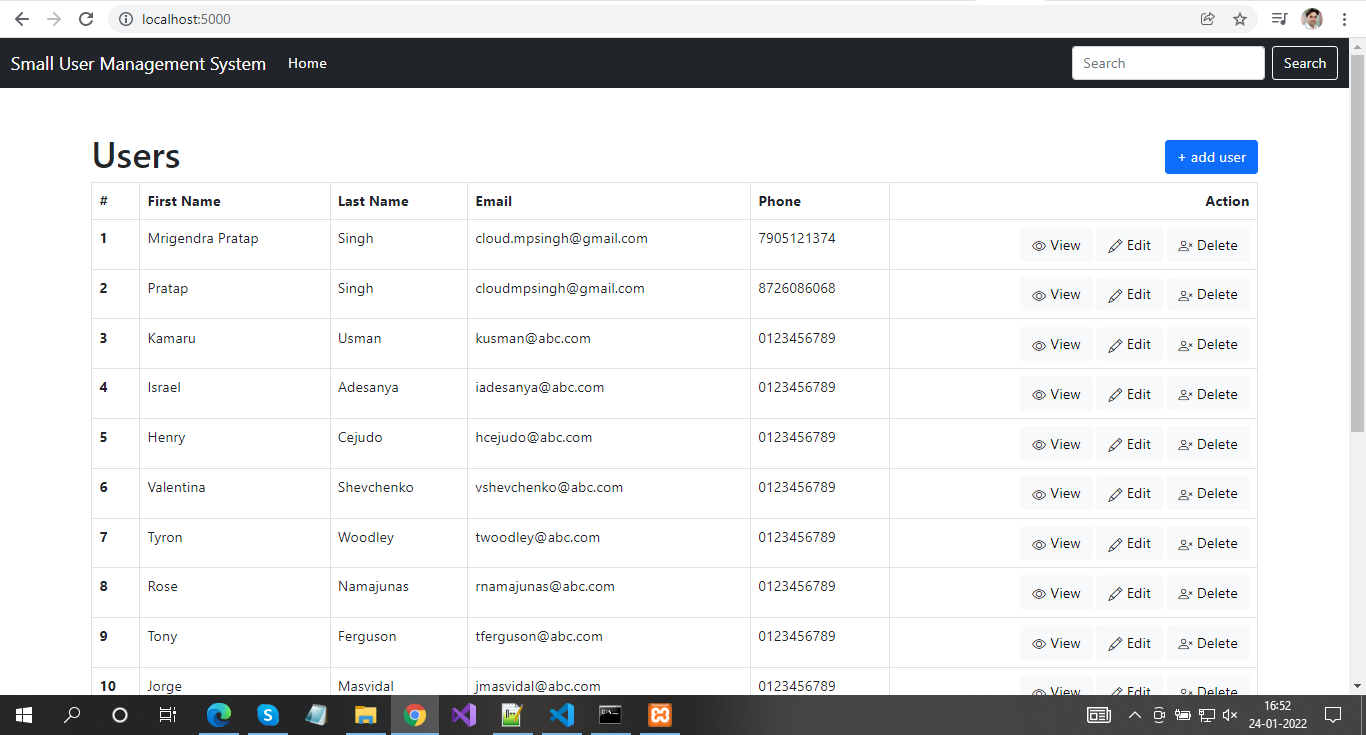 localhost:5000
Small User Management System Home Search Search
Users + add user
# First Name Last Name Email Phone Action
1 Mrigendra Pratap Singh cloud.mpsingh@gmail.com 7905121374 View Edit Delete
2 Pratap Singh cloudmpsingh@gmail.com 8726086068 View Edit Delete
3 Kamaru Usman kusman@abc.com 0123456789 View Edit Delete
4 Israel Adesanya iadesanya@abc.com 0123456789 View Edit Delete
5 Henry Cejudo hcejudo@abc.com 0123456789 View Edit Delete
6 Valentina Shevchenko vshevchenko@abc.com 0123456789 View Edit Delete
7 Tyron Woodley twoodley@abc.com 0123456789 View Edit Delete
8 Rose Namajunas rnamajunas@abc.com 0123456789 View Edit Delete
9 Tony Ferguson tferguson@abc.com 0123456789 View Edit Delete
10 Jorge Masvidal jmasvidal@abc.com 0123456789 View Edit Delete
16:52
24-01-2022